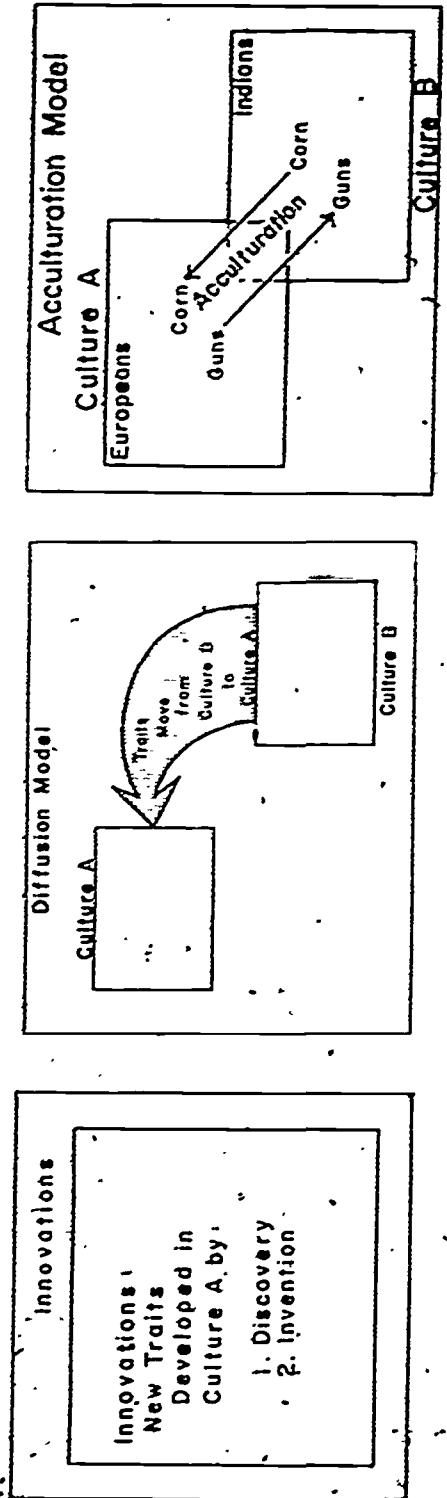 Innovations
Innovations:
New Traits
Developed in
Culture A by:
1. Discovery
2. Invention
Diffusion Model
Culture A
Traits
Move
from
Culture B
to
Culture A
Culture B
Acculturation Model
Culture A
Europeans
Corn
Guns
Acculturation
Corn
Guns
Indians
Culture B